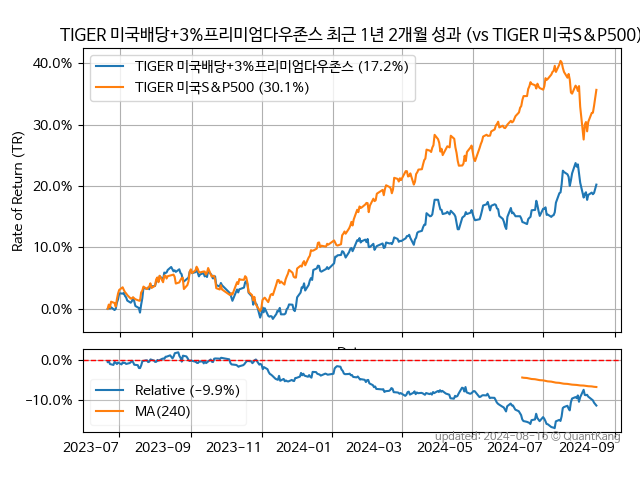 TIGER 미국배당+3%프리미엄다우존스 최근 1년 2개월 성과 (vs TIGER 미국S&P500)
TIGER 미국배당+3%프리미엄다우존스 (17.2%)
TIGER 미국S&P500 (30.1%)
40.0%
30.0%
20.0%
10.0%
0.0%
Rate of Return (TR)
0.0%
−10.0%
Relative (−9.9%)
MA(240)
updated: 2024-08-16 © QuantKang
2023−07 2023−09 2023−11 2024−01 2024−03 2024−05 2024−07 2024−09